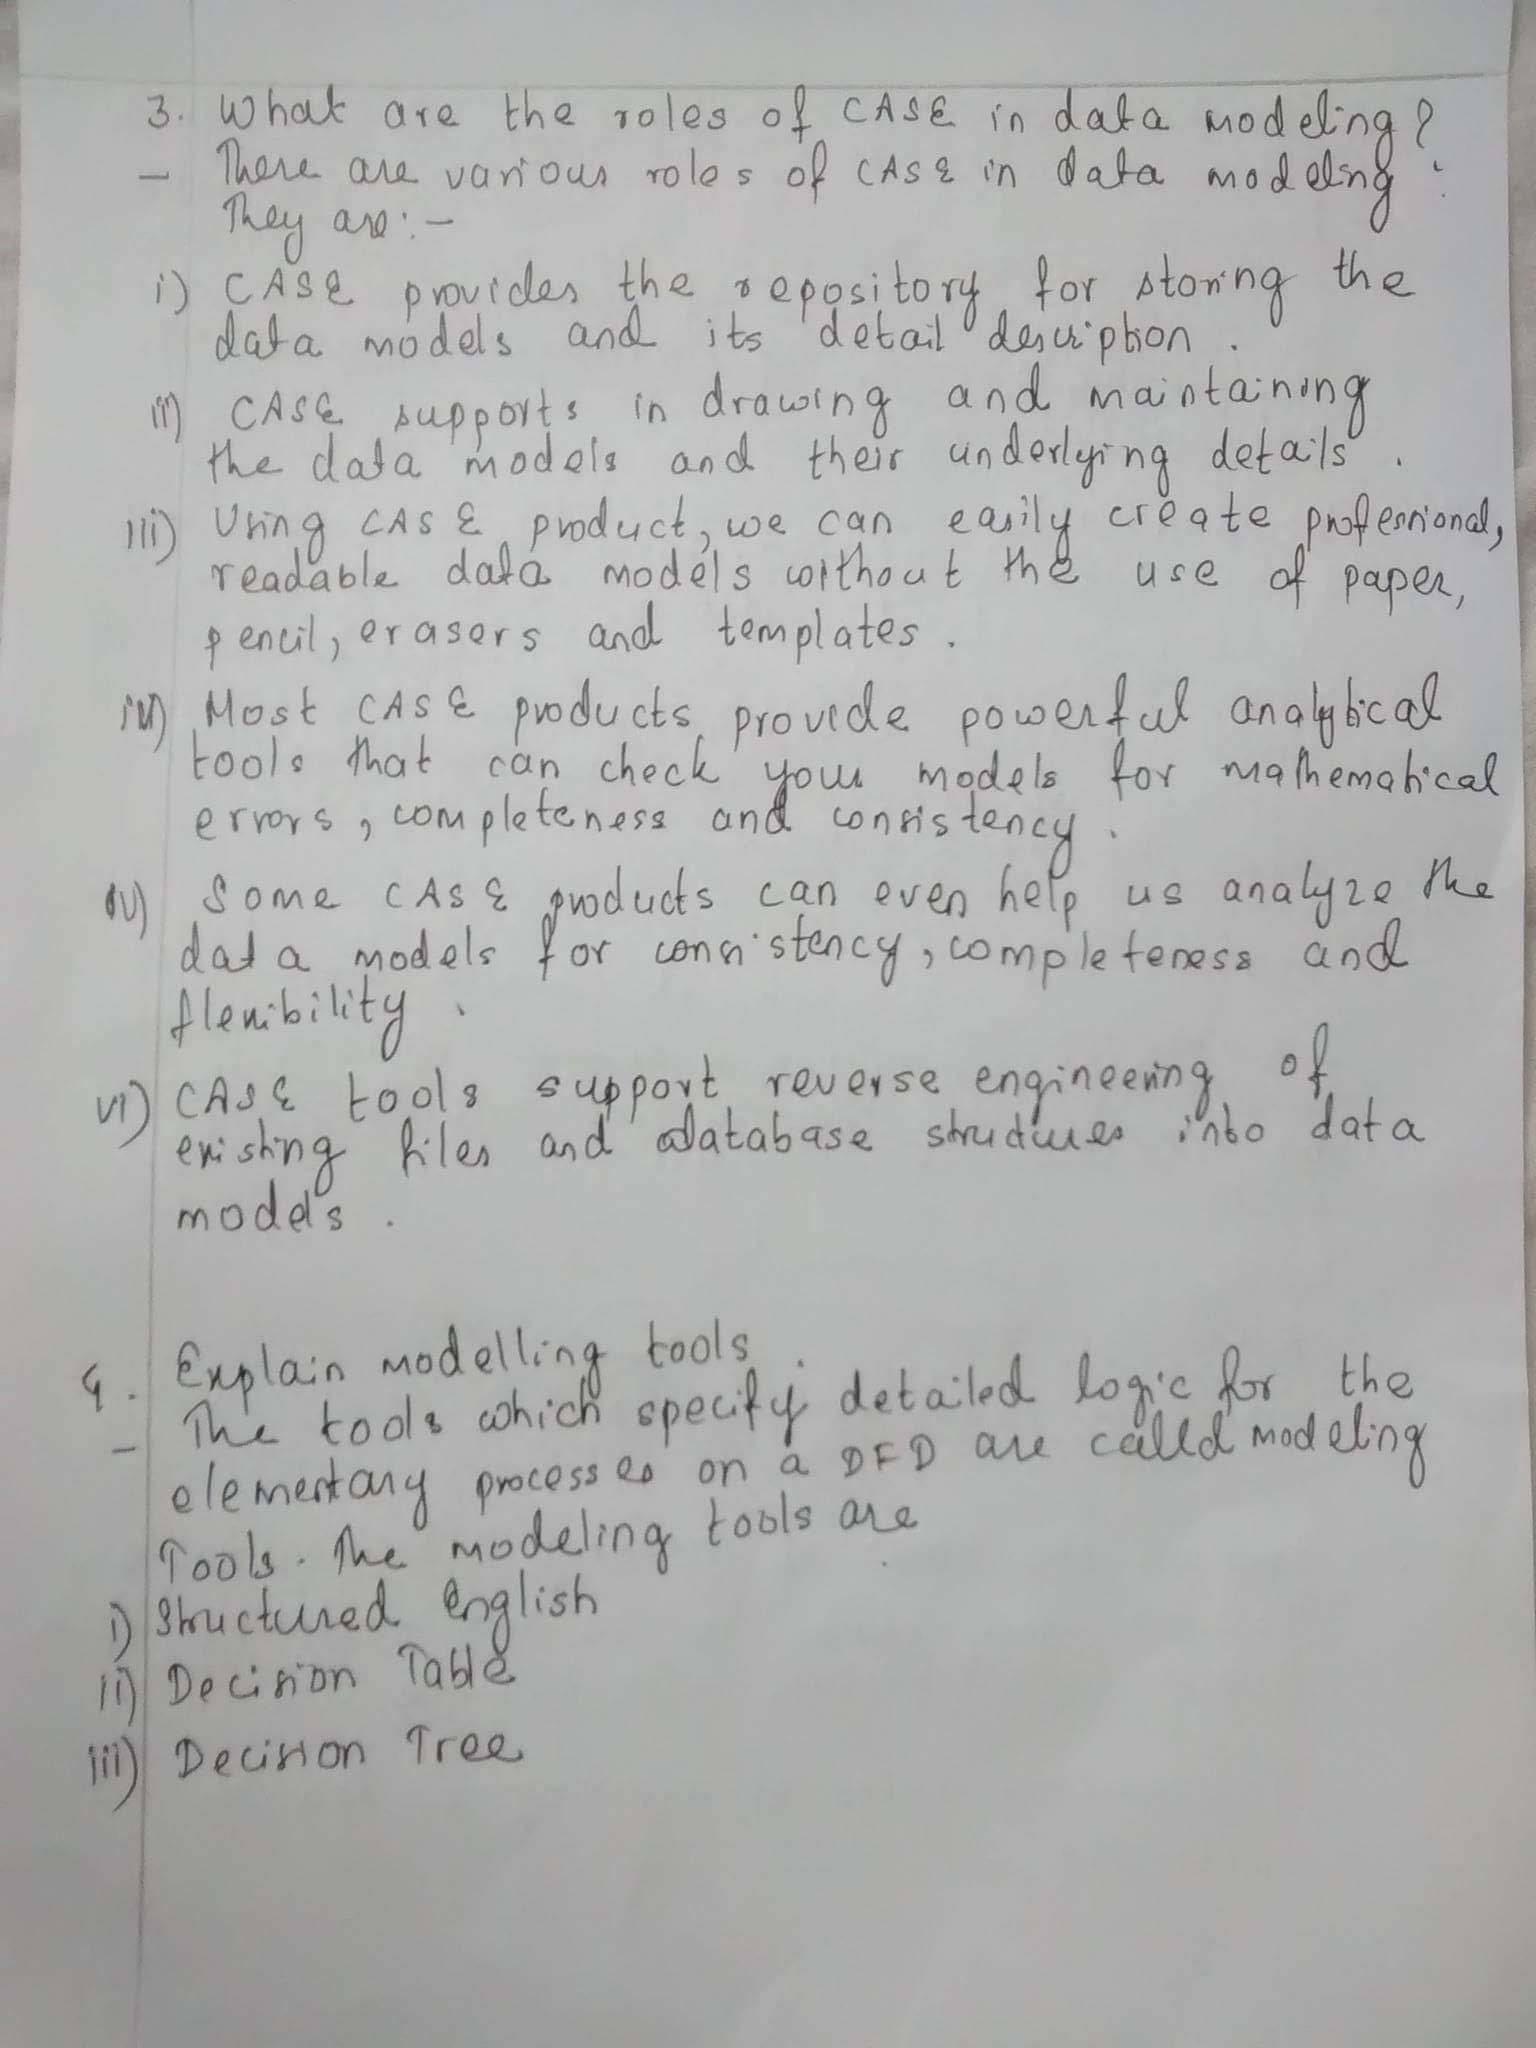 3. What are the roles of CASE in data modeling?
- There are various roles of CASE in data modeling.
They are:-
i) CASE provides the repository for storing the
data models and its detail description.
ii) CASE supports in drawing and maintaining
the data models and their underlying details.
iii) Using CASE product, we can easily create professional,
readable data models without the use of paper,
pencil, erasers and templates.
iv) Most CASE products provide powerful analytical
tools that can check your models for mathematical
errors, completeness and consistency.
v) Some CASE products can even help us analyze the
data models for consistency, completeness and
flexibility.
vi) CASE tools support reverse engineering of
existing files and database structures into data
models.
4. Explain modelling tools.
- The tools which specify detailed logic for the
elementary processes on a DFD are called modeling
Tools. The modeling tools are
i) Structured English
ii) Decision Table
iii) Decision Tree